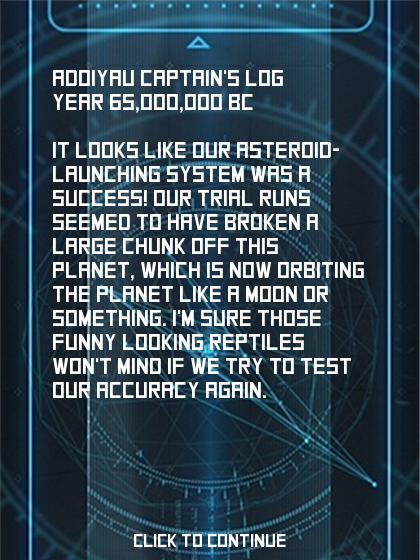 ADDIYAU CAPTAIN'S LOG
YEAR 65,000,000 BC
IT LOOKS LIKE OUR ASTEROID-
LAUNCHING SYSTEM WAS A
SUCCESS! OUR TRIAL RUNS
SEEMED TO HAVE BROKEN A
LARGE CHUNK OFF THIS
PLANET, WHICH IS NOW ORBITING
THE PLANET LIKE A MOON OR
SOMETHING. I'M SURE THOSE
FUNNY LOOKING REPTILES
WON'T MIND IF WE TRY TO TEST
OUR ACCURACY AGAIN.
CLICK TO CONTINUE